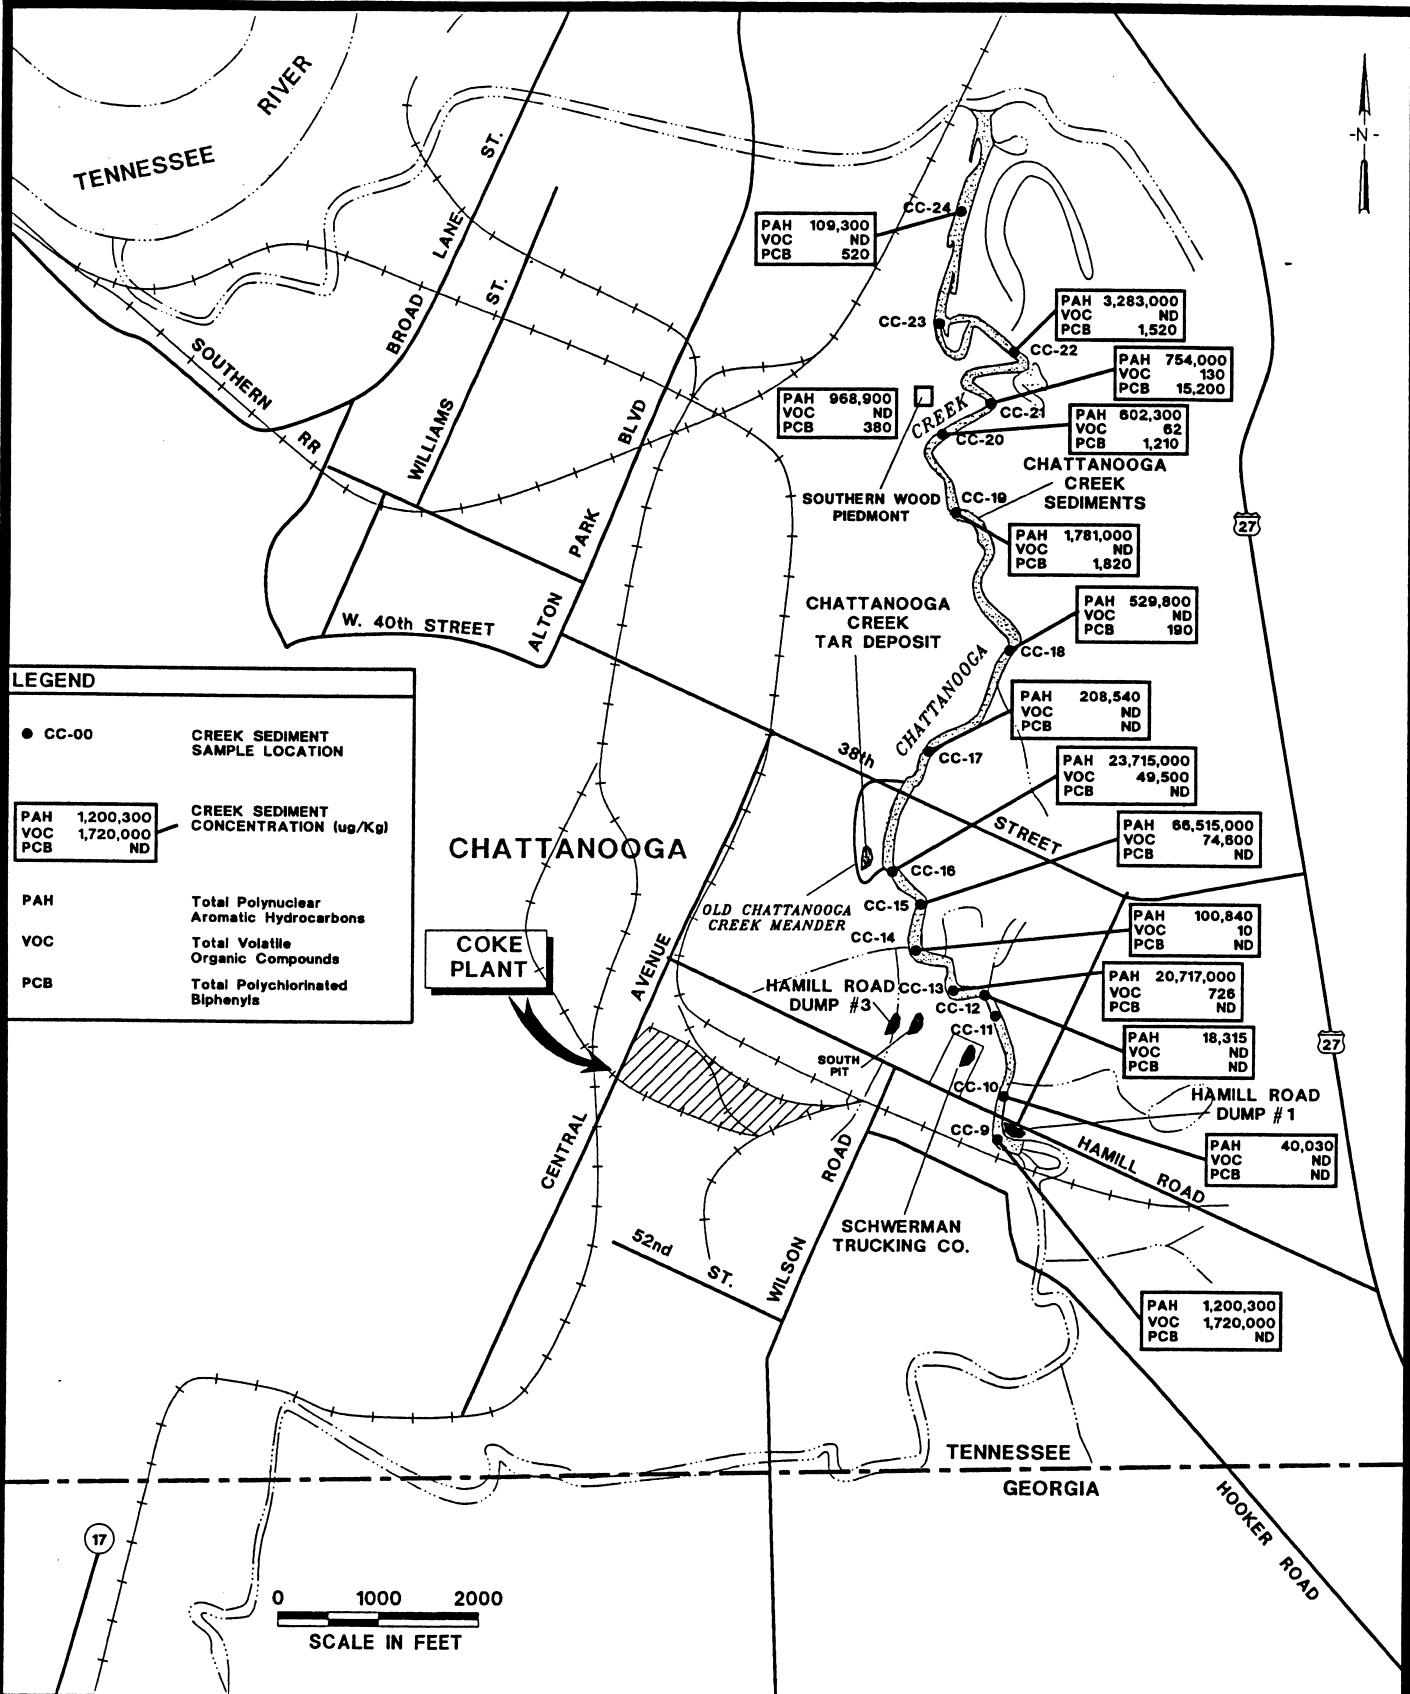 TENNESSEE
RIVER
-N-
BROAD
LANE
ST.
WILLIAMS
ST.
SOUTHERN
RR
ALTON
PARK
BLVD
W. 40th STREET
CC-24
PAH 109,300
VOC ND
PCB 520
CC-23
PAH 3,283,000
VOC ND
PCB 1,520
CC-22
PAH 754,000
VOC 130
PCB 15,200
CC-21
PAH 968,900
VOC ND
PCB 380
CREEK
PAH 602,300
VOC 62
PCB 1,210
CC-20
CHATTANOOGA
CREEK
SEDIMENTS
CC-19
SOUTHERN WOOD
PIEDMONT
27
PAH 1,781,000
VOC ND
PCB 1,820
CHATTANOOGA
CREEK
TAR DEPOSIT
PAH 529,800
VOC ND
PCB 190
CC-18
CHATTANOOGA
PAH 208,540
VOC ND
PCB ND
CC-17
38th
STREET
PAH 23,715,000
VOC 49,500
PCB ND
PAH 66,515,000
VOC 74,600
PCB ND
CC-16
CC-15
OLD CHATTANOOGA
CREEK MEANDER
PAH 100,840
VOC 10
PCB ND
CC-14
PAH 20,717,000
VOC 726
PCB ND
HAMILL ROAD
DUMP #3
CC-13
CC-12
CC-11
PAH 18,315
VOC ND
PCB ND
27
SOUTH
PIT
CC-10
HAMILL ROAD
DUMP #1
CC-9
PAH 40,030
VOC ND
PCB ND
HAMILL
ROAD
SCHWERMAN
TRUCKING CO.
PAH 1,200,300
VOC 1,720,000
PCB ND
LEGEND
CC-00
CREEK SEDIMENT
SAMPLE LOCATION
PAH 1,200,300
VOC 1,720,000
PCB ND
CREEK SEDIMENT
CONCENTRATION (ug/Kg)
PAH
Total Polynuclear
Aromatic Hydrocarbons
VOC
Total Volatile
Organic Compounds
PCB
Total Polychlorinated
Biphenyls
CHATTANOOGA
COKE
PLANT
CENTRAL
AVENUE
52nd
ST.
WILSON
ROAD
TENNESSEE
GEORGIA
HOOKER
ROAD
17
0 1000 2000
SCALE IN FEET